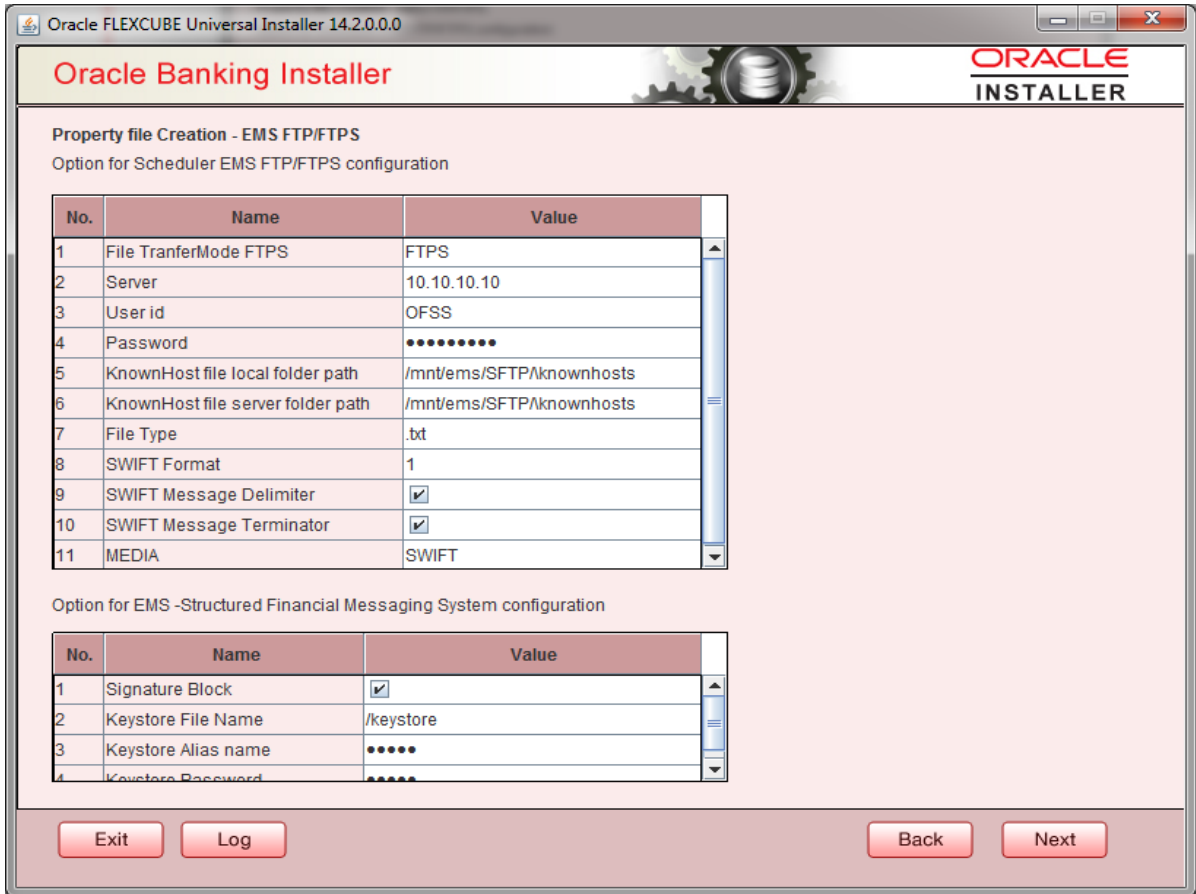 Oracle FLEXCUBE Universal Installer 14.2.0.0.0
Oracle Banking Installer
ORACLE
INSTALLER
Property file Creation - EMS FTP/FTPS
Option for Scheduler EMS FTP/FTPS configuration
No. Name Value
1 File TranferMode FTPS FTPS
2 Server 10.10.10.10
3 User id OFSS
4 Password •••••••••
5 KnownHost file local folder path /mnt/ems/SFTP/\knownhosts
6 KnownHost file server folder path /mnt/ems/SFTP/\knownhosts
7 File Type .txt
8 SWIFT Format 1
9 SWIFT Message Delimiter
10 SWIFT Message Terminator
11 MEDIA SWIFT
Option for EMS -Structured Financial Messaging System configuration
No. Name Value
1 Signature Block
2 Keystore File Name /keystore
3 Keystore Alias name •••••
4 Keystore Password •••••
Exit Log Back Next